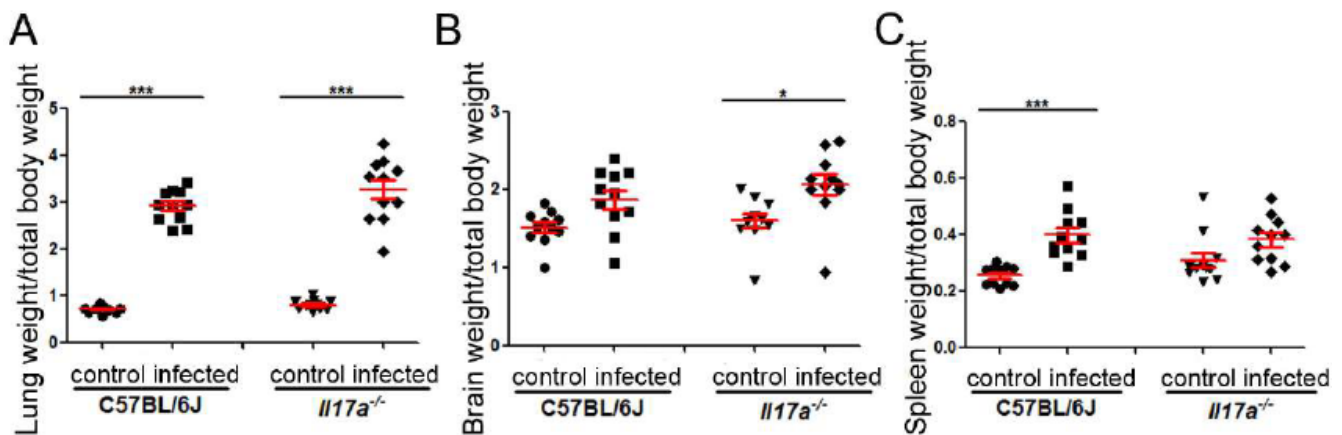 A
Lung weight/total body weight
***
***
5
4
3
2
1
0
control infected
control infected
C57BL/6J
Il17a-/-
B
Brain weight/total body weight
*
3
2
1
0
control infected
control infected
C57BL/6J
Il17a-/-
C
Spleen weight/total body weight
***
0.8
0.6
0.4
0.2
0.0
control infected
control infected
C57BL/6J
Il17a-/-